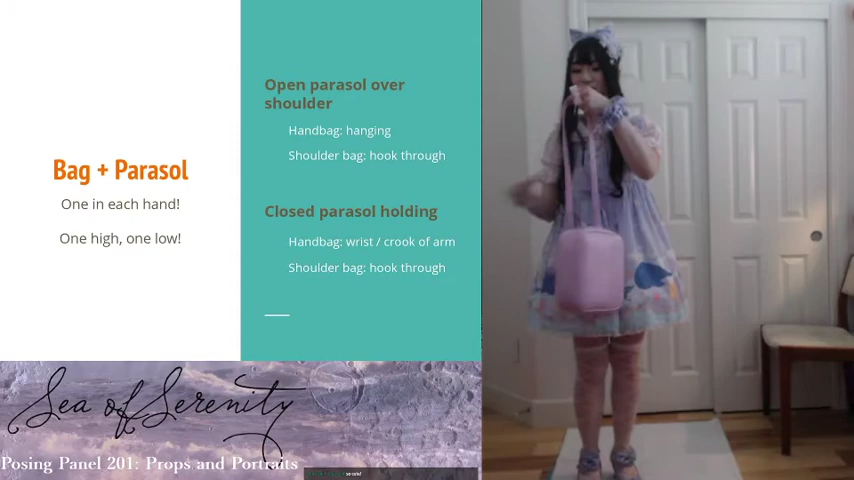 Bag + Parasol
One in each hand!
One high, one low!
Open parasol over
shoulder
Handbag: hanging
Shoulder bag: hook through
Closed parasol holding
Handbag: wrist / crook of arm
Shoulder bag: hook through
Sea of Serenity
Posing Panel 201: Props and Portraits